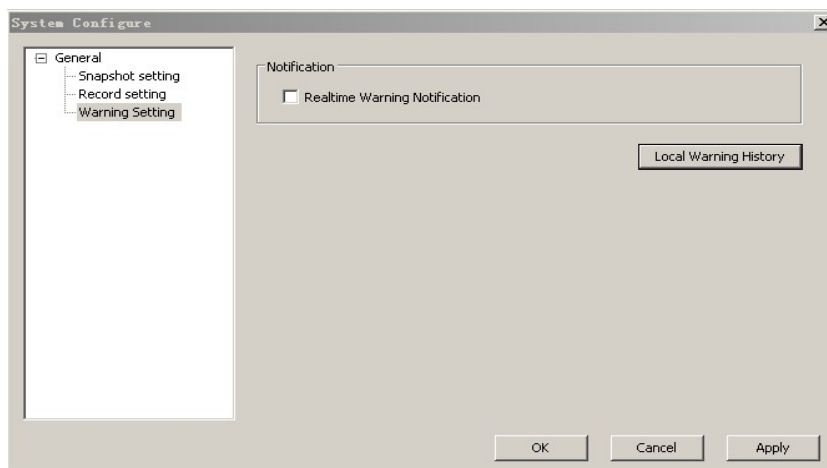 System Configure
General
Snapshot setting
Record setting
Warning Setting
Notification
Realtime Warning Notification
Local Warning History
OK
Cancel
Apply